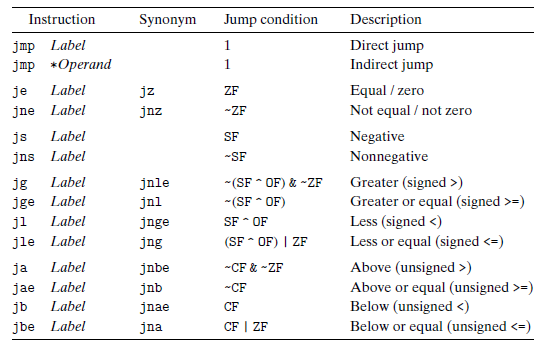 Instruction Synonym Jump condition Description
jmp Label 1 Direct jump
jmp *Operand 1 Indirect jump
je Label jz ZF Equal / zero
jne Label jnz ~ZF Not equal / not zero
js Label SF Negative
jns Label ~SF Nonnegative
jg Label jnle ~(SF ^ OF) & ~ZF Greater (signed >)
jge Label jnl ~(SF ^ OF) Greater or equal (signed >=)
jl Label jnge SF ^ OF Less (signed <)
jle Label jng (SF ^ OF) | ZF Less or equal (signed <=)
ja Label jnbe ~CF & ~ZF Above (unsigned >)
jae Label jnb ~CF Above or equal (unsigned >=)
jb Label jnae CF Below (unsigned <)
jbe Label jna CF | ZF Below or equal (unsigned <=)